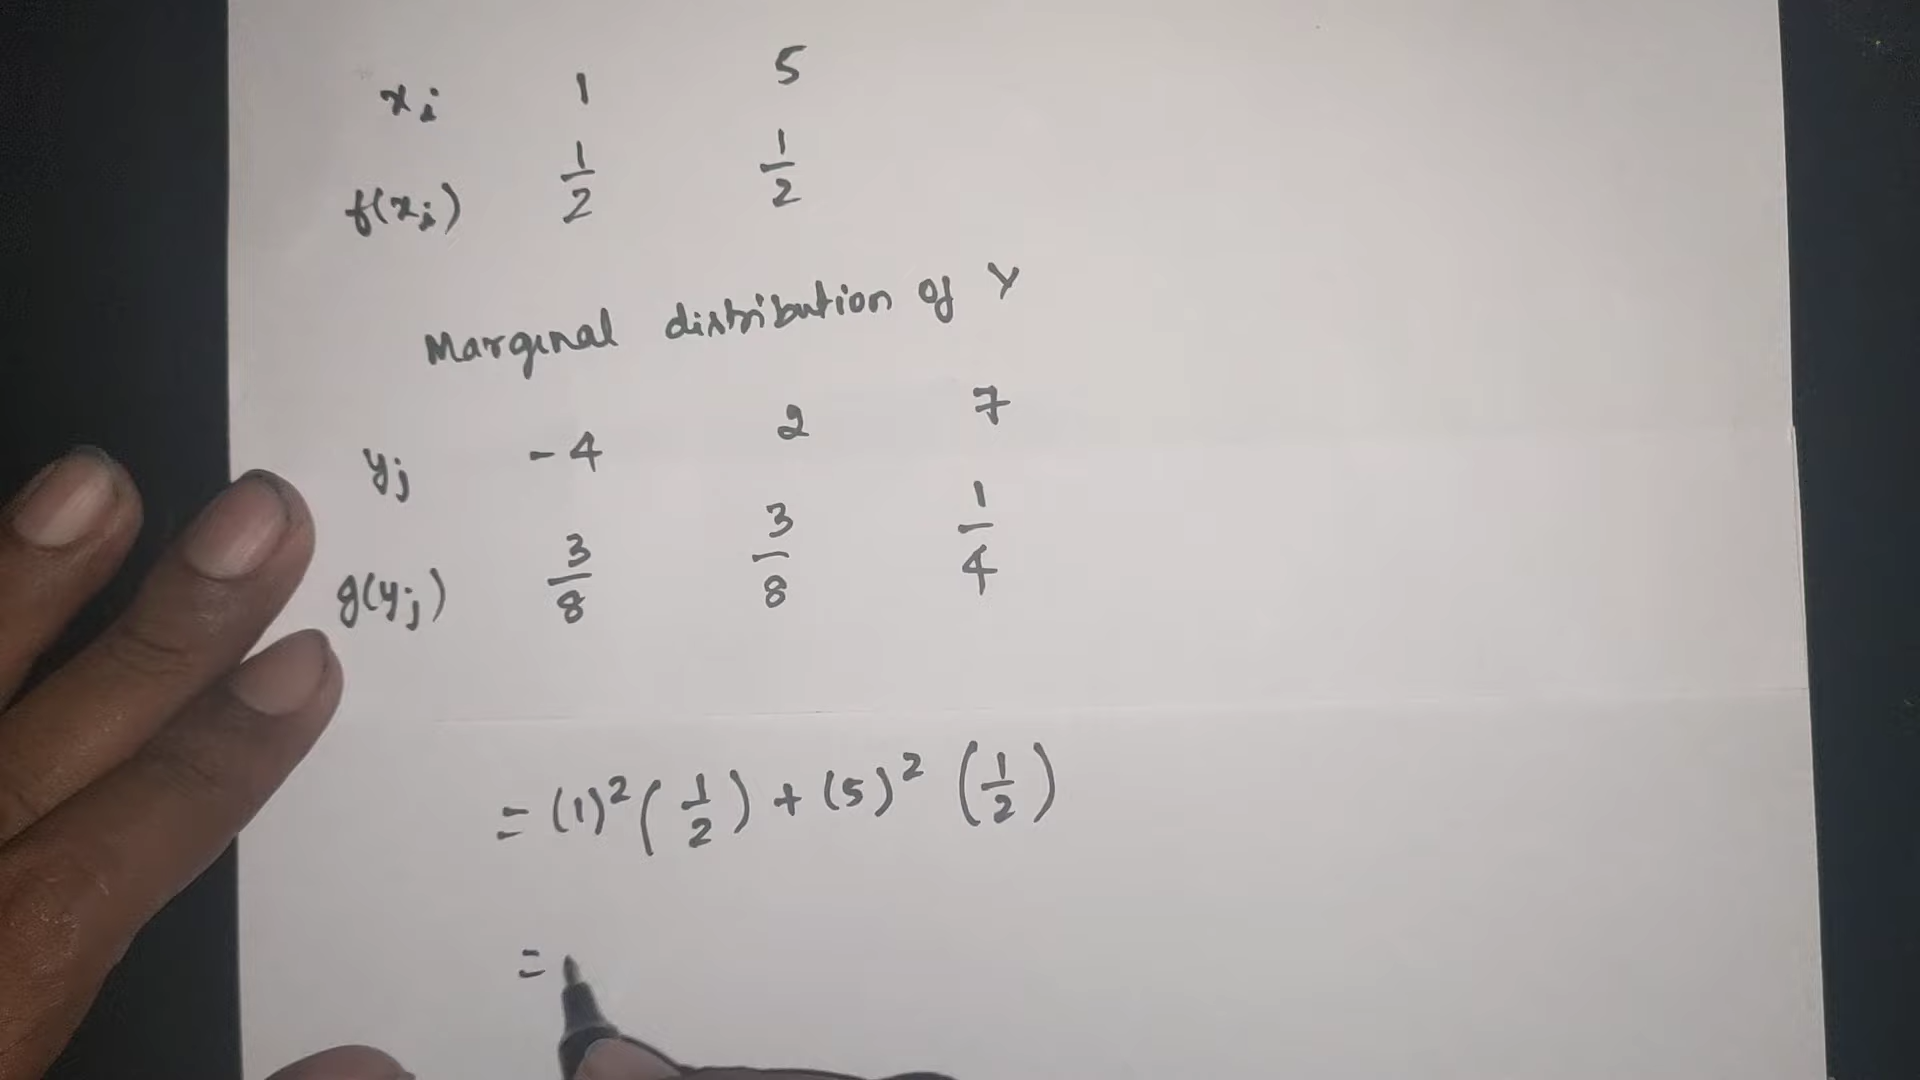 xi 1 5
f(xi) 1/2 1/2
Marginal distribution of Y
yj -4 2 7
g(yj) 3/8 3/8 1/4
= (1)² (1/2) + (5)² (1/2)
=